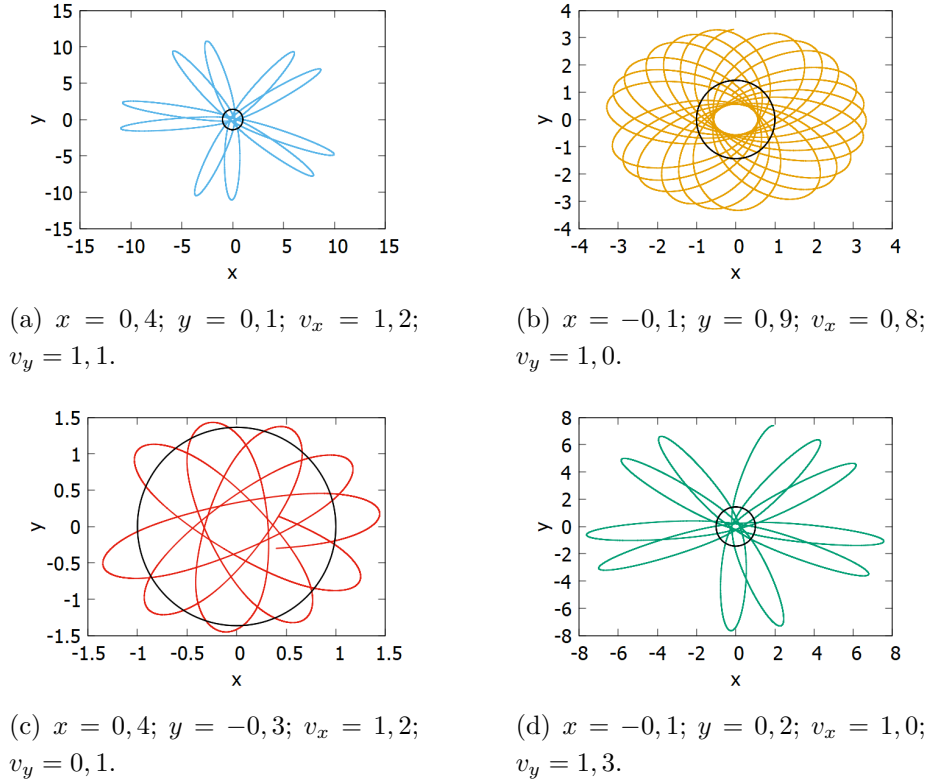 15
10
5
0
-5
-10
-15
-15 -10 -5 0 5 10 15
y
x
4
3
2
1
0
-1
-2
-3
-4
-4 -3 -2 -1 0 1 2 3 4
y
x
(a) x = 0,4; y = 0,1; v_x = 1,2;
v_y = 1,1.
(b) x = −0,1; y = 0,9; v_x = 0,8;
v_y = 1,0.
1.5
1
0.5
0
-0.5
-1
-1.5
-1.5 -1 -0.5 0 0.5 1 1.5
y
x
8
6
4
2
0
-2
-4
-6
-8
-8 -6 -4 -2 0 2 4 6 8
y
x
(c) x = 0,4; y = −0,3; v_x = 1,2;
v_y = 0,1.
(d) x = −0,1; y = 0,2; v_x = 1,0;
v_y = 1,3.